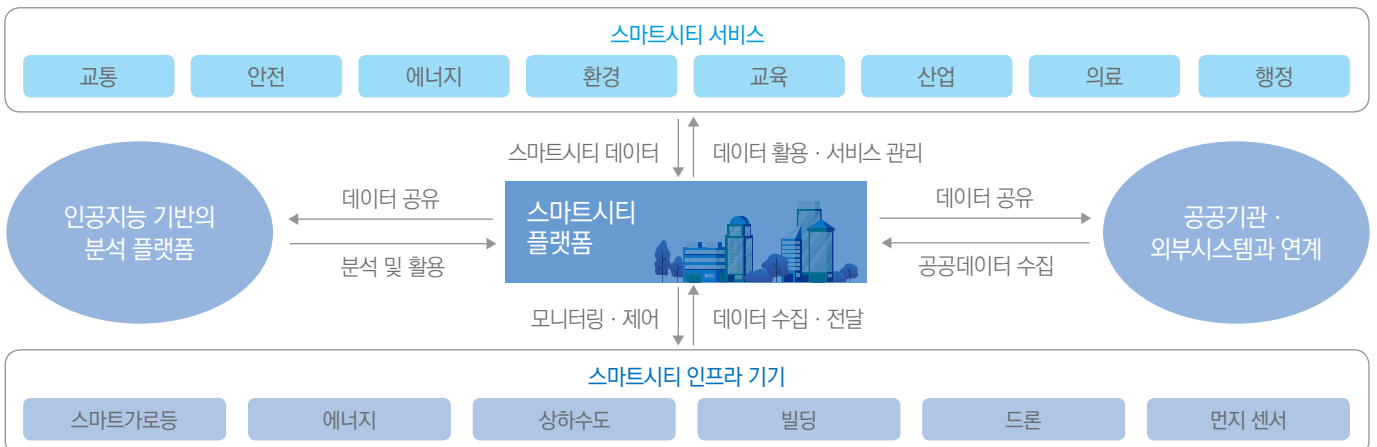 스마트시티 서비스
교통 안전 에너지 환경 교육 산업 의료 행정
스마트시티 데이터 데이터 활용 · 서비스 관리
인공지능 기반의
분석 플랫폼
데이터 공유
분석 및 활용
스마트시티
플랫폼
데이터 공유
공공데이터 수집
공공기관 ·
외부시스템과 연계
모니터링 · 제어 데이터 수집 · 전달
스마트시티 인프라 기기
스마트가로등 에너지 상하수도 빌딩 드론 먼지 센서